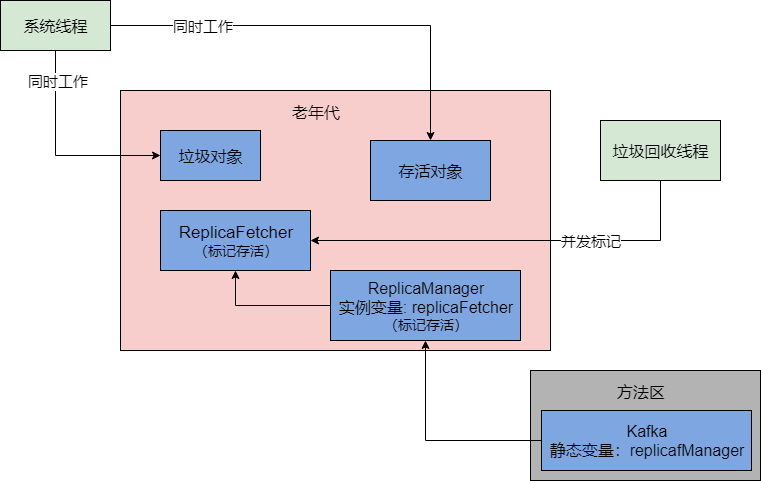 系统线程
同时工作
同时工作
老年代
垃圾对象
存活对象
垃圾回收线程
ReplicaFetcher
（标记存活）
并发标记
ReplicaManager
实例变量: replicaFetcher
（标记存活）
方法区
Kafka
静态变量：replicafManager